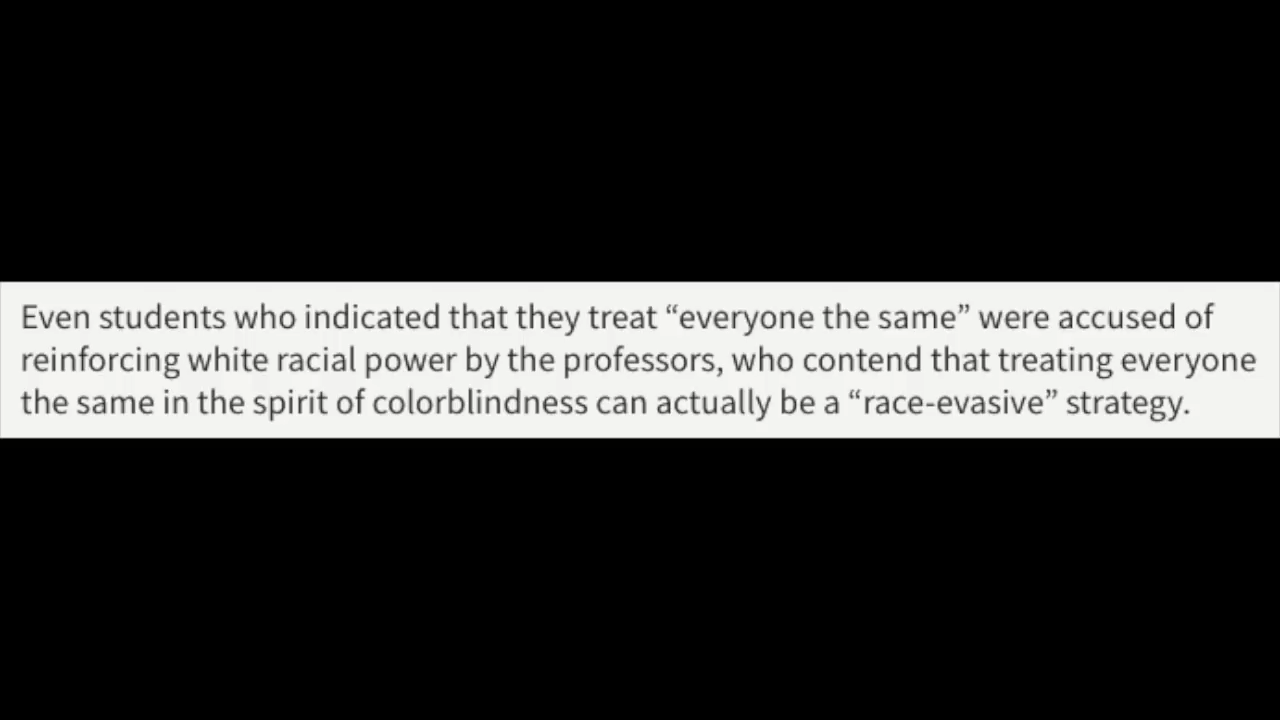 Even students who indicated that they treat “everyone the same” were accused of
reinforcing white racial power by the professors, who contend that treating everyone
the same in the spirit of colorblindness can actually be a “race-evasive” strategy.